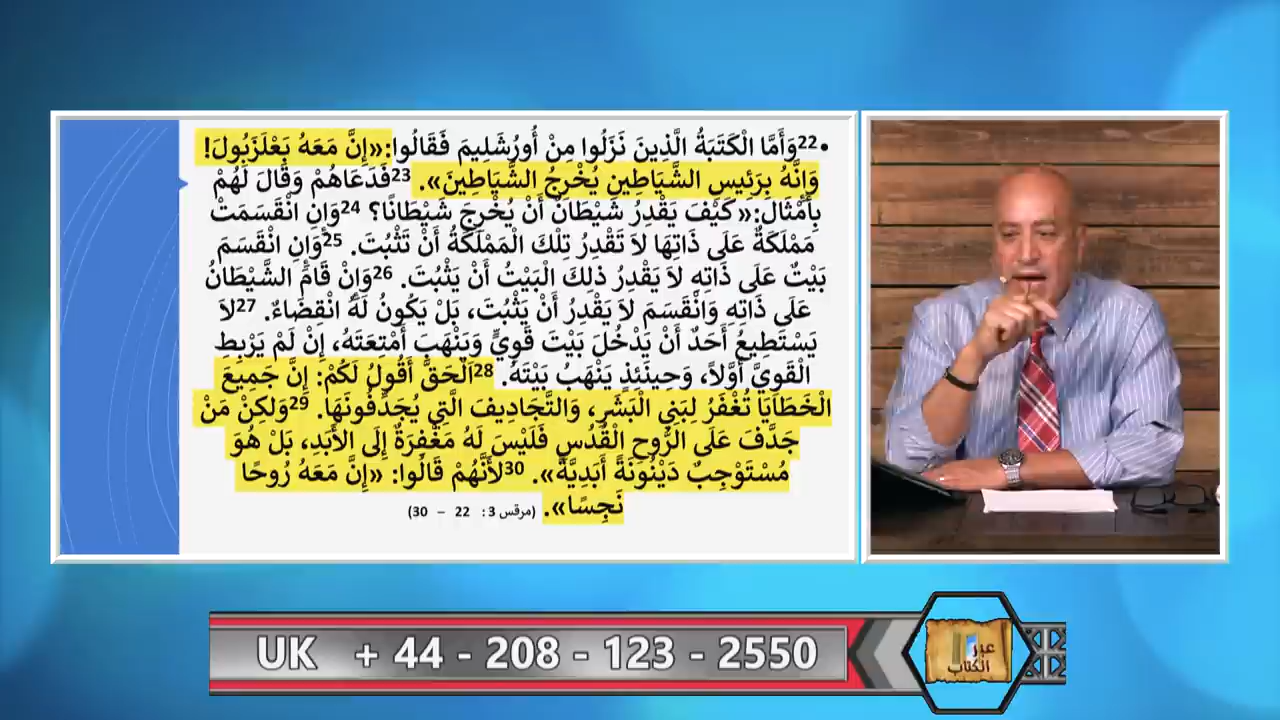 •22وَأَمَّا الْكَتَبَةُ الَّذِينَ نَزَلُوا مِنْ أُورُشَلِيمَ فَقَالُوا:«إِنَّ مَعَهُ بَعْلَزَبُولَ!
وَإِنَّهُ بِرَئِيسِ الشَّيَاطِينِ يُخْرِجُ الشَّيَاطِينَ». 23فَدَعَاهُمْ وَقَالَ لَهُمْ
بِأَمْثَال:«كَيْفَ يَقْدِرُ شَيْطَانٌ أَنْ يُخْرِجَ شَيْطَانًا؟ 24وَإِنِ انْقَسَمَتْ
مَمْلَكَةٌ عَلَى ذَاتِهَا لاَ تَقْدِرُ تِلْكَ الْمَمْلَكَةُ أَنْ تَثْبُتَ. 25وَإِنِ انْقَسَمَ
بَيْتٌ عَلَى ذَاتِهِ لاَ يَقْدِرُ ذلِكَ الْبَيْتُ أَنْ يَثْبُتَ. 26وَإِنْ قَامَ الشَّيْطَانُ
عَلَى ذَاتِهِ وَانْقَسَمَ لاَ يَقْدِرُ أَنْ يَثْبُتَ، بَلْ يَكُونُ لَهُ انْقِضَاءٌ. 27لاَ
يَسْتَطِيعُ أَحَدٌ أَنْ يَدْخُلَ بَيْتَ قَوِيٍّ وَيَنْهَبَ أَمْتِعَتَهُ، إِنْ لَمْ يَرْبِطِ
الْقَوِيَّ أَوَّلاً، وَحِينَئِذٍ يَنْهَبُ بَيْتَهُ. 28اَلْحَقَّ أَقُولُ لَكُمْ: إِنَّ جَمِيعَ
الْخَطَايَا تُغْفَرُ لِبَنِي الْبَشَرِ، وَالتَّجَادِيفَ الَّتِي يُجَدِّفُونَهَا. 29وَلكِنْ مَنْ
جَدَّفَ عَلَى الرُّوحِ الْقُدُسِ فَلَيْسَ لَهُ مَغْفِرَةٌ إِلَى الأَبَدِ، بَلْ هُوَ
مُسْتَوْجِبٌ دَيْنُونَةً أَبَدِيَّةً». 30لأَنَّهُمْ قَالُوا: «إِنَّ مَعَهُ رُوحًا
نَجِسًا». (مرقس 3: 22 – 30)
UK + 44 - 208 - 123 - 2550
عبر
الكتاب